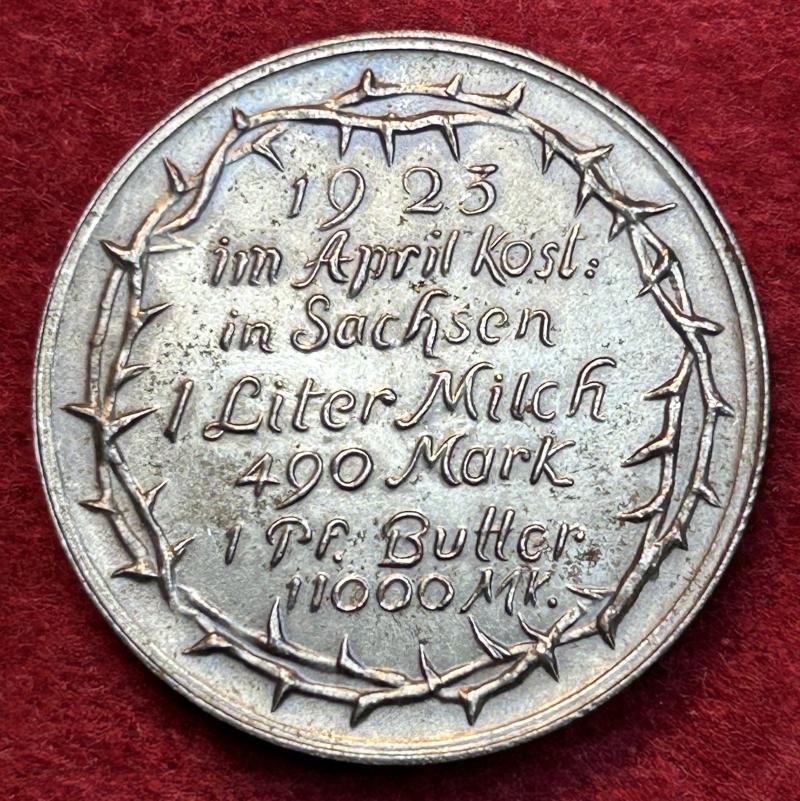 1923
im April Kost:
in Sachsen
1 Liter Milch
490 Mark
1 Pf. Butter
11000 Mk.